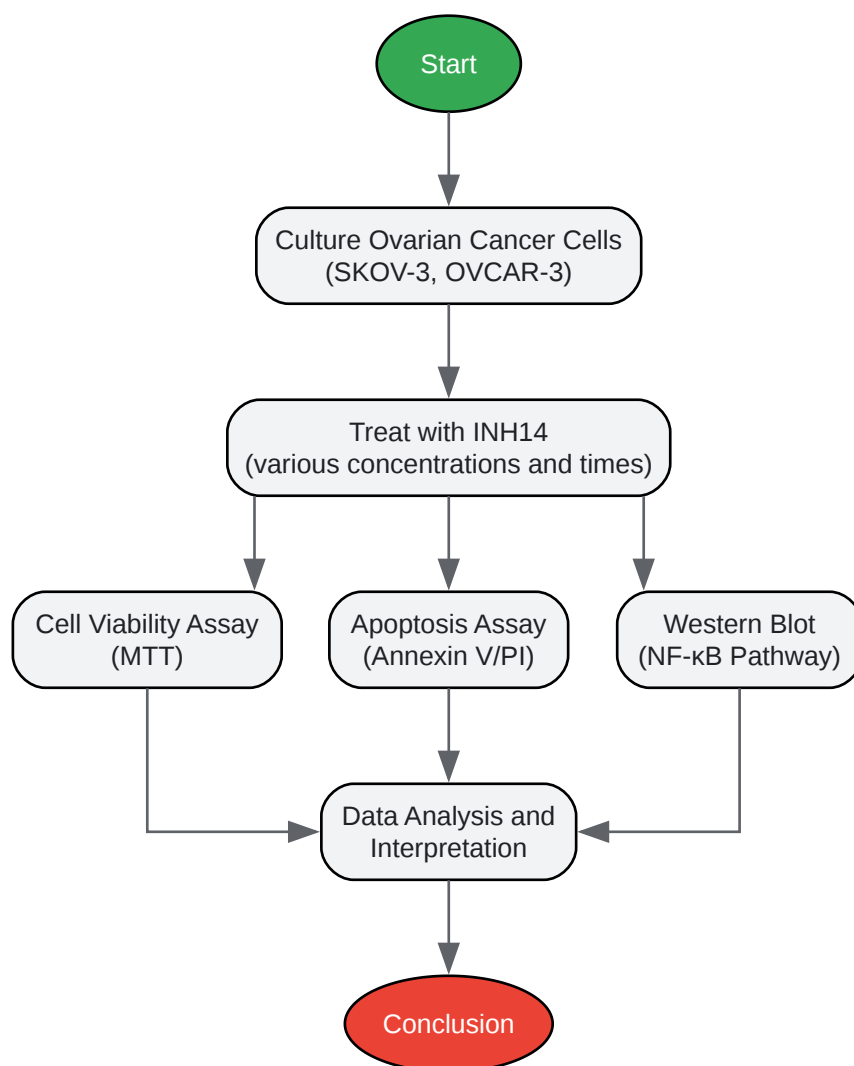 Start
Culture Ovarian Cancer Cells
(SKOV-3, OVCAR-3)
Treat with INH14
(various concentrations and times)
Cell Viability Assay
(MTT)
Apoptosis Assay
(Annexin V/PI)
Western Blot
(NF-κB Pathway)
Data Analysis and
Interpretation
Conclusion